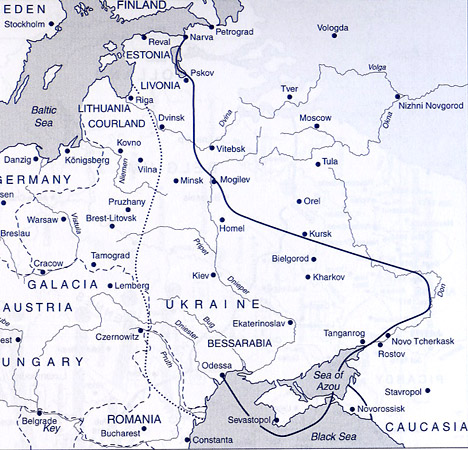 EDEN
FINLAND
Stockholm
Reval
Narva
Petrograd
Vologda
ESTONIA
Pskov
Volga
LIVONIA
Baltic
Sea
Riga
LITHUANIA
COURLAND
Tver
Nizhni Novgorod
Dvinsk
Dvina
Moscow
Okna
Kovno
Vitebsk
Danzig
Königsberg
Niemen
Vilna
Tula
GERMANY
Minsk
Mogilev
sen
Pruzhany
Orel
Warsaw
Vistula
Brest-Litovsk
Homel
Kursk
Breslau
Pripet
Tamograd
Bielgorod
Cracow
Kiev
Dnieper
Kharkov
Don
GALACIA
Lemberg
AUSTRIA
UKRAINE
ube
Bug
Ekaterinoslav
Czernowitz
Dniester
BESSARABIA
Tanganrog
Novo Tcherkask
est
Rostov
UNGARY
Pruth
Odessa
Sea of
Azou
Stavropol
Sevastopol
Novorossisk
Belgrade
ROMANIA
CAUCASIA
Key
Bucharest
Constanta
Black Sea